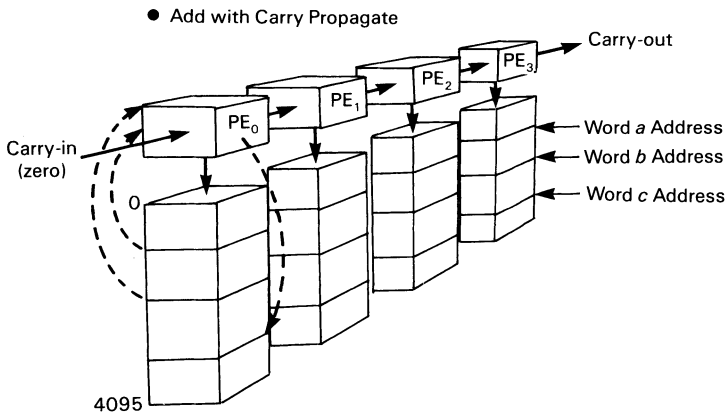 ● Add with Carry Propagate
Carry-out
PE₃
PE₂
PE₁
PE₀
Carry-in
(zero)
Word a Address
Word b Address
Word c Address
0
4095